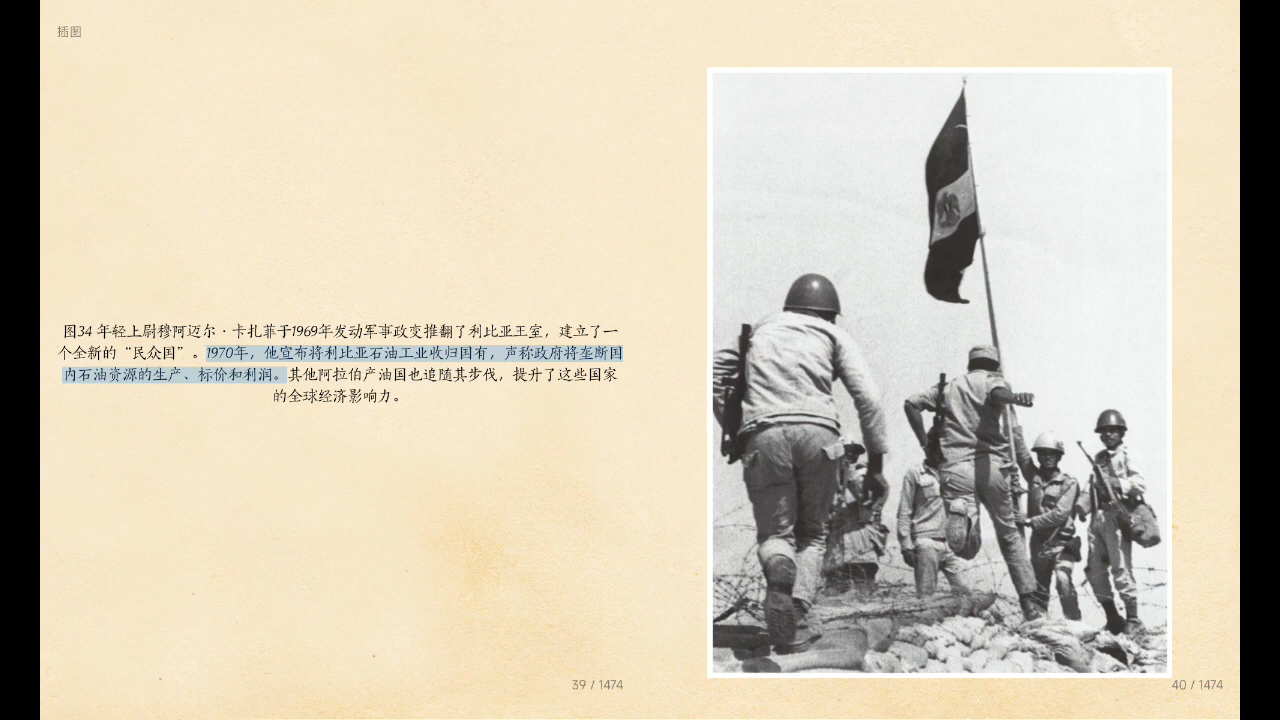 插图
图34 年轻上尉穆阿迈尔·卡扎菲于1969年发动军事政变推翻了利比亚王室，建立了一
个全新的“民众国”。1970年，他宣布将利比亚石油工业收归国有，声称政府将垄断国
内石油资源的生产、标价和利润。其他阿拉伯产油国也追随其步伐，提升了这些国家
的全球经济影响力。
39 / 1474
40 / 1474